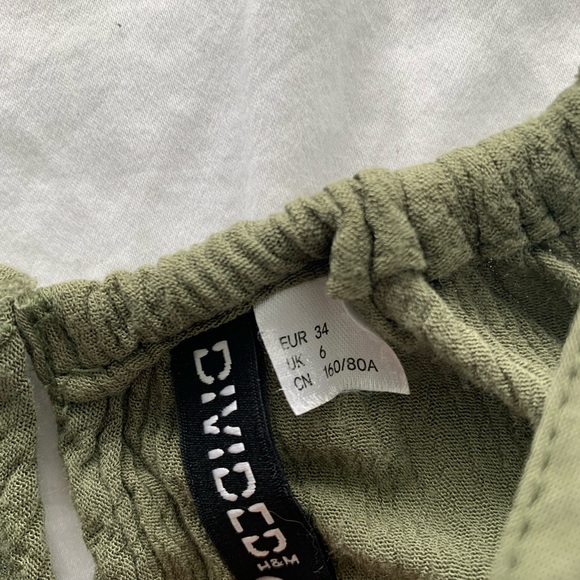 EUR 34
UK 6
CN 160/80A
DIVIDED
H&M